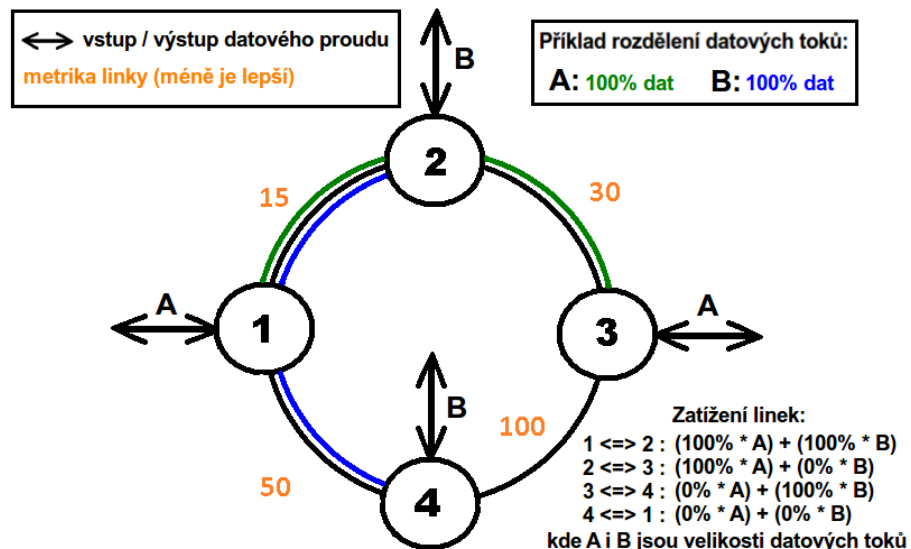 vstup / výstup datového proudu
metrika linky (méně je lepší)
B
Příklad rozdělení datových toků:
A: 100% dat B: 100% dat
2
15
30
A
1
3
A
B
50
100
4
Zatížení linek:
1 <=> 2 : (100% * A) + (100% * B)
2 <=> 3 : (100% * A) + (0% * B)
3 <=> 4 : (0% * A) + (100% * B)
4 <=> 1 : (0% * A) + (0% * B)
kde A i B jsou velikosti datových toků